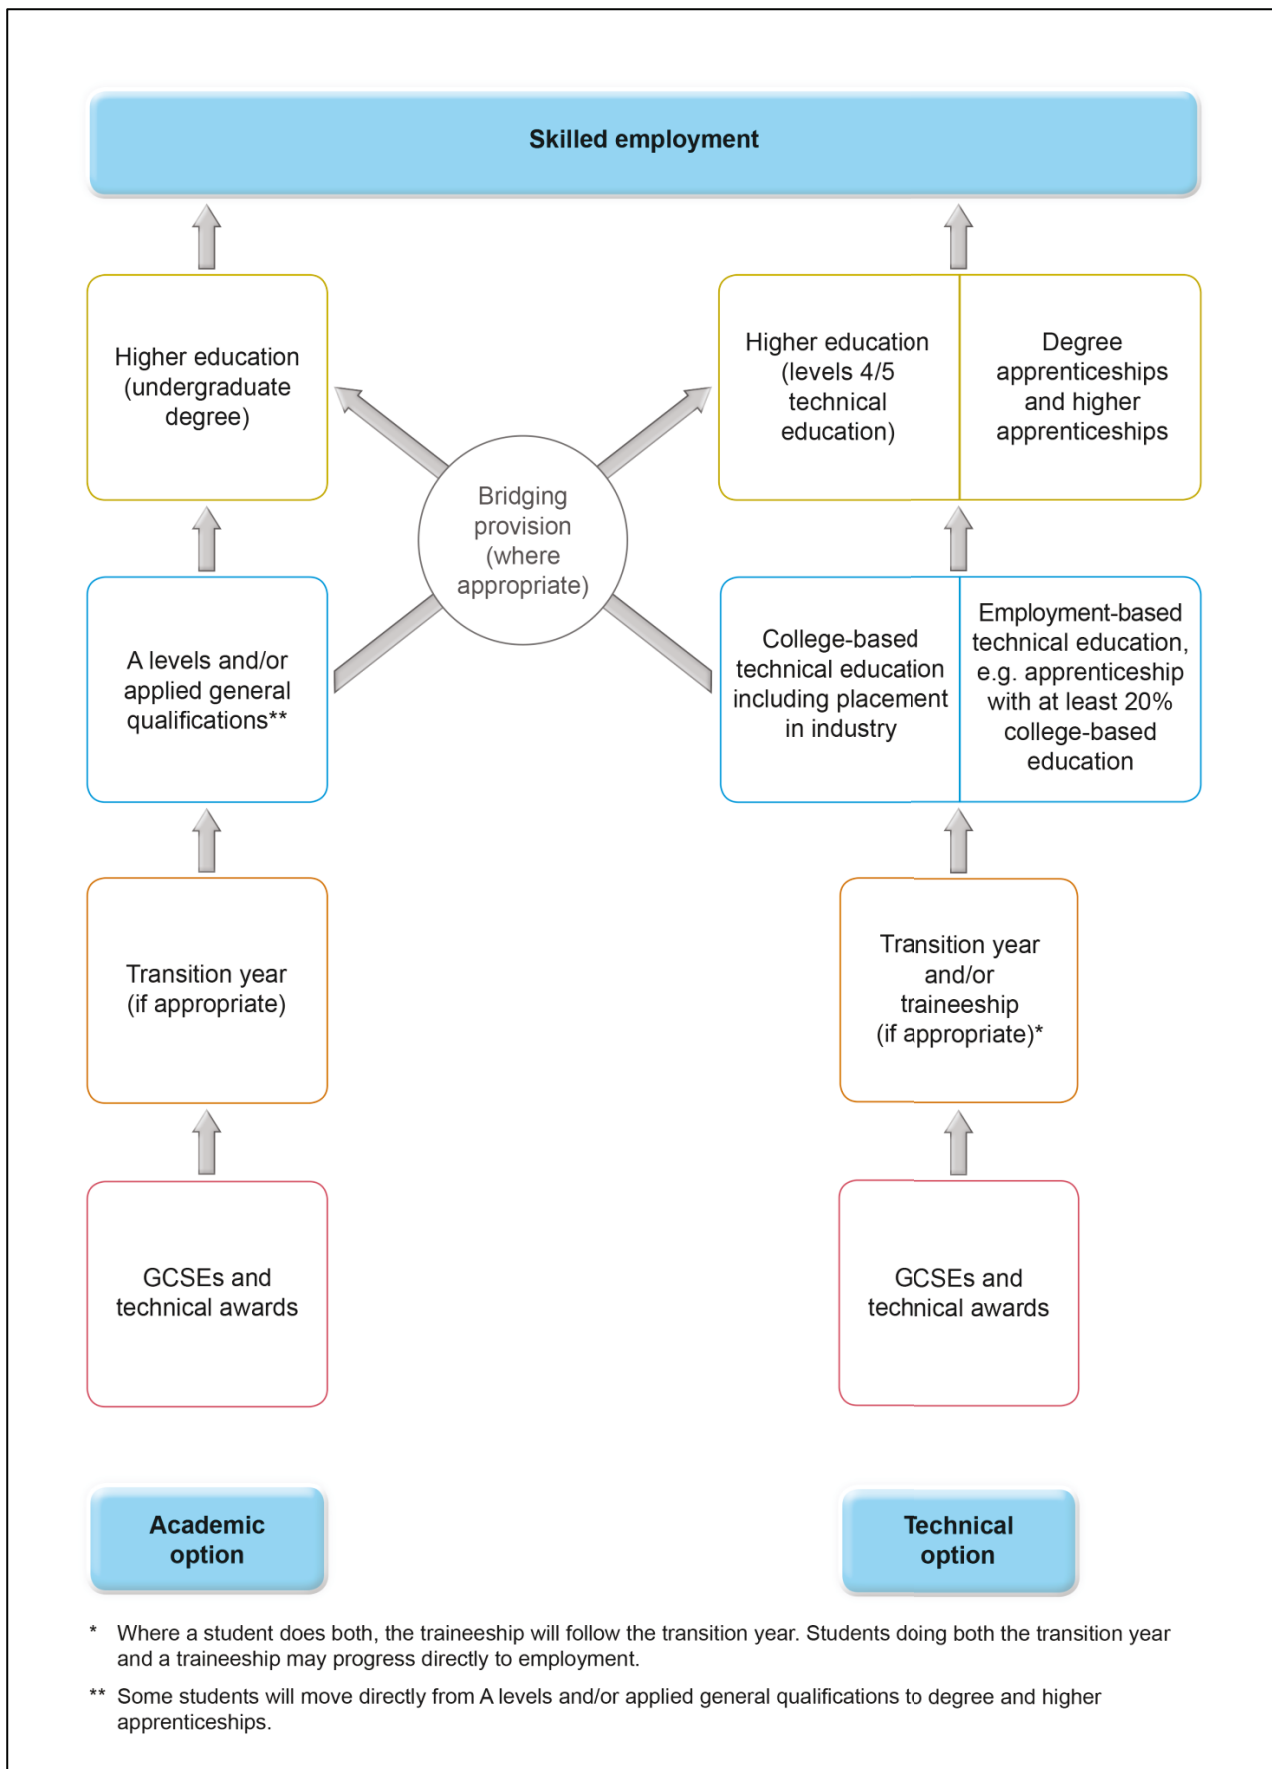 Skilled employment
Higher education
(undergraduate
degree)
Higher education
(levels 4/5
technical
education)
Degree
apprenticeships
and higher
apprenticeships
Bridging
provision
(where
appropriate)
A levels and/or
applied general
qualifications**
College-based
technical education
including placement
in industry
Employment-based
technical education,
e.g. apprenticeship
with at least 20%
college-based
education
Transition year
(if appropriate)
Transition year
and/or
traineeship
(if appropriate)*
GCSEs and
technical awards
GCSEs and
technical awards
Academic
option
Technical
option
* Where a student does both, the traineeship will follow the transition year. Students doing both the transition year
and a traineeship may progress directly to employment.
** Some students will move directly from A levels and/or applied general qualifications to degree and higher
apprenticeships.